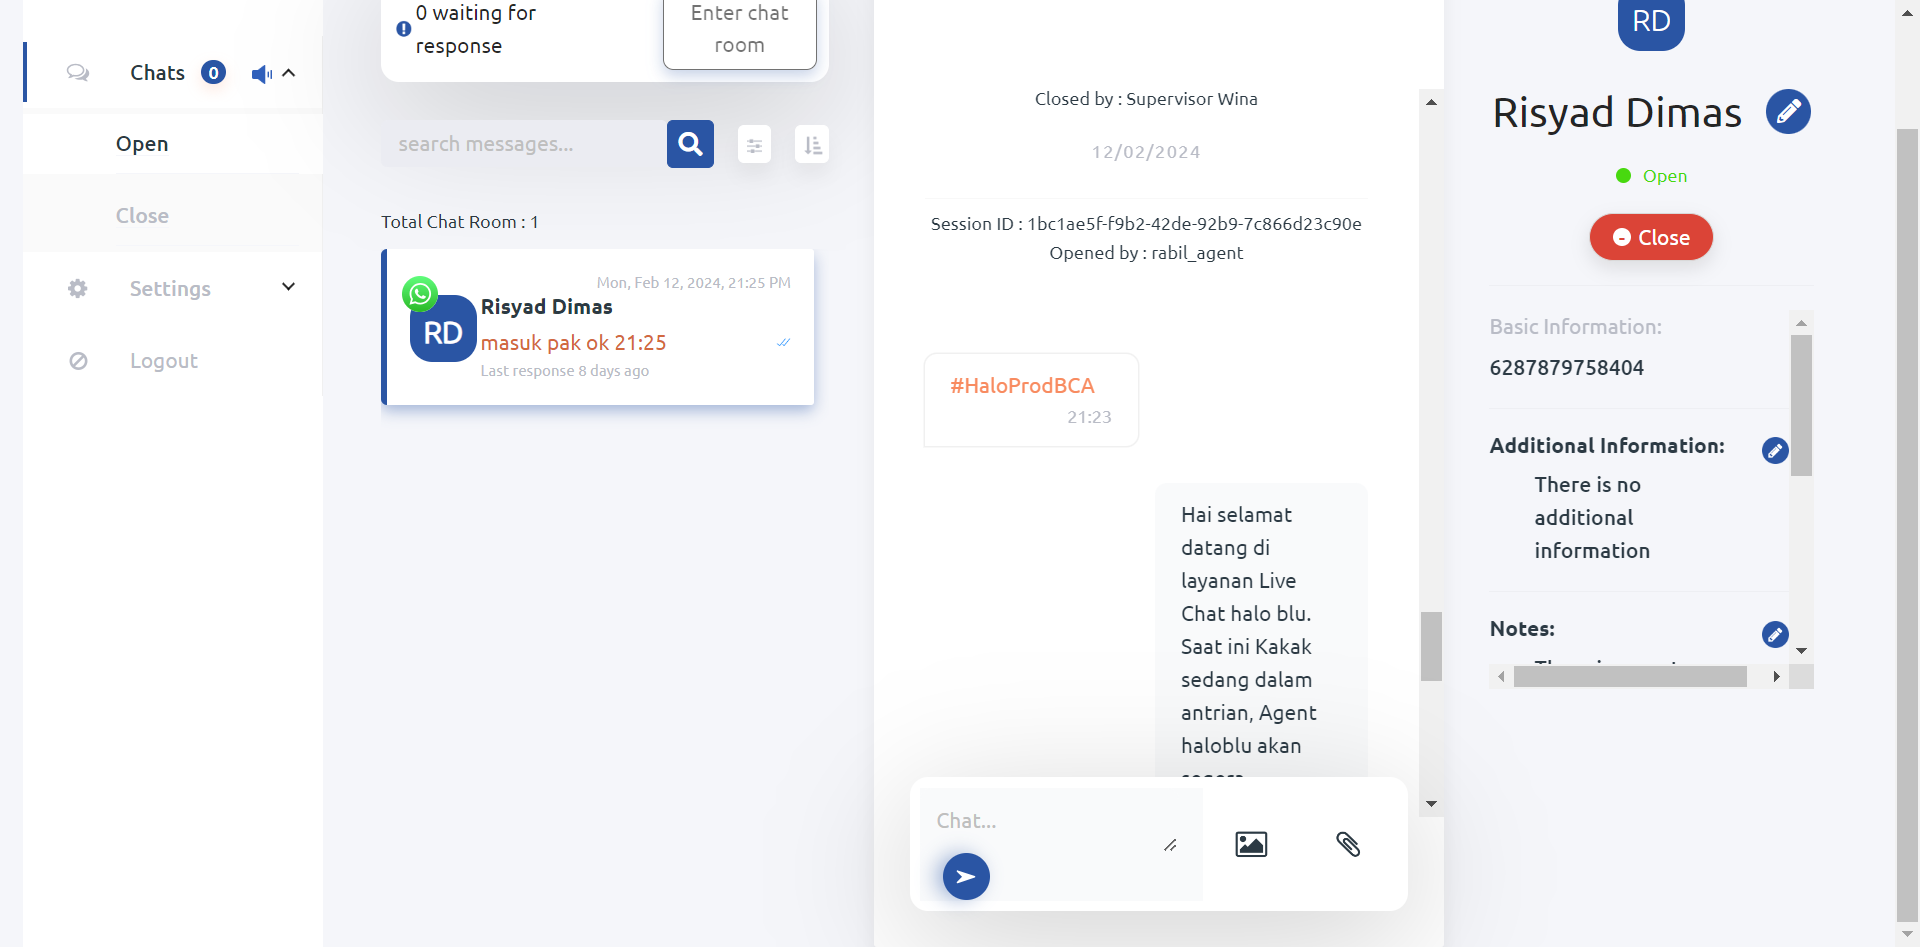 Chats 0
Open
Close
Settings
Logout
0 waiting for
response
Enter chat
room
search messages...
Total Chat Room : 1
Mon, Feb 12, 2024, 21:25 PM
RD
Risyad Dimas
masuk pak ok 21:25
Last response 8 days ago
Closed by : Supervisor Wina
12/02/2024
Session ID : 1bc1ae5f-f9b2-42de-92b9-7c866d23c90e
Opened by : rabil_agent
#HaloProdBCA
21:23
Hai selamat
datang di
layanan Live
Chat halo blu.
Saat ini Kakak
sedang dalam
antrian, Agent
haloblu akan
Chat...
RD
Risyad Dimas
Open
Close
Basic Information:
6287879758404
Additional Information:
There is no
additional
information
Notes: